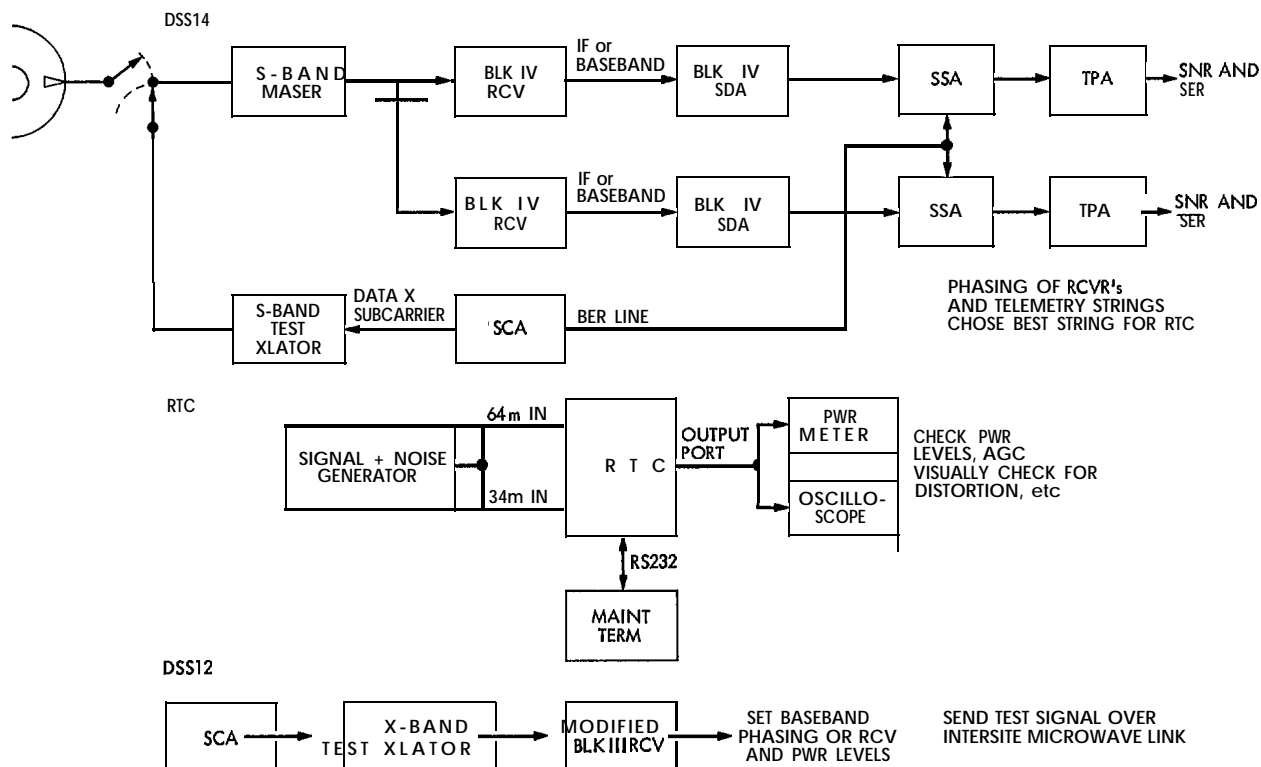 DSS14
S-BAND
MASER
BLK IV
RCV
IF or
BASEBAND
BLK IV
SDA
SSA
TPA
SNR AND
SER
BLK IV
RCV
IF or
BASEBAND
BLK IV
SDA
SSA
TPA
SNR AND
SER
S-BAND
TEST
XLATOR
DATA X
SUBCARRIER
SCA
BER LINE
PHASING OF RCVR's
AND TELEMETRY STRINGS
CHOSE BEST STRING FOR RTC
RTC
SIGNAL + NOISE
GENERATOR
64m IN
34m IN
RTC
OUTPUT
PORT
PWR
METER
OSCILLO-
SCOPE
CHECK PWR
LEVELS, AGC
VISUALLY CHECK FOR
DISTORTION, etc
RS232
MAINT
TERM
DSS12
SCA
X-BAND
TEST XLATOR
MODIFIED
BLK III RCV
SET BASEBAND
PHASING OR RCV
AND PWR LEVELS
SEND TEST SIGNAL OVER
INTERSITE MICROWAVE LINK